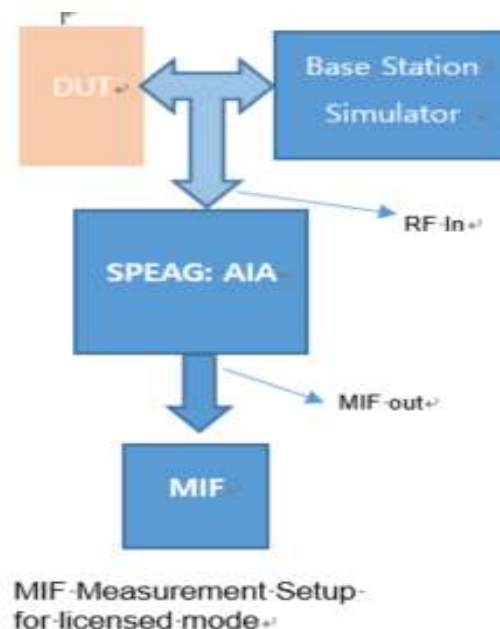 DUT
Base Station
Simulator
RF In
SPEAG: AIA
MIF out
MIF
MIF Measurement Setup
for licensed mode